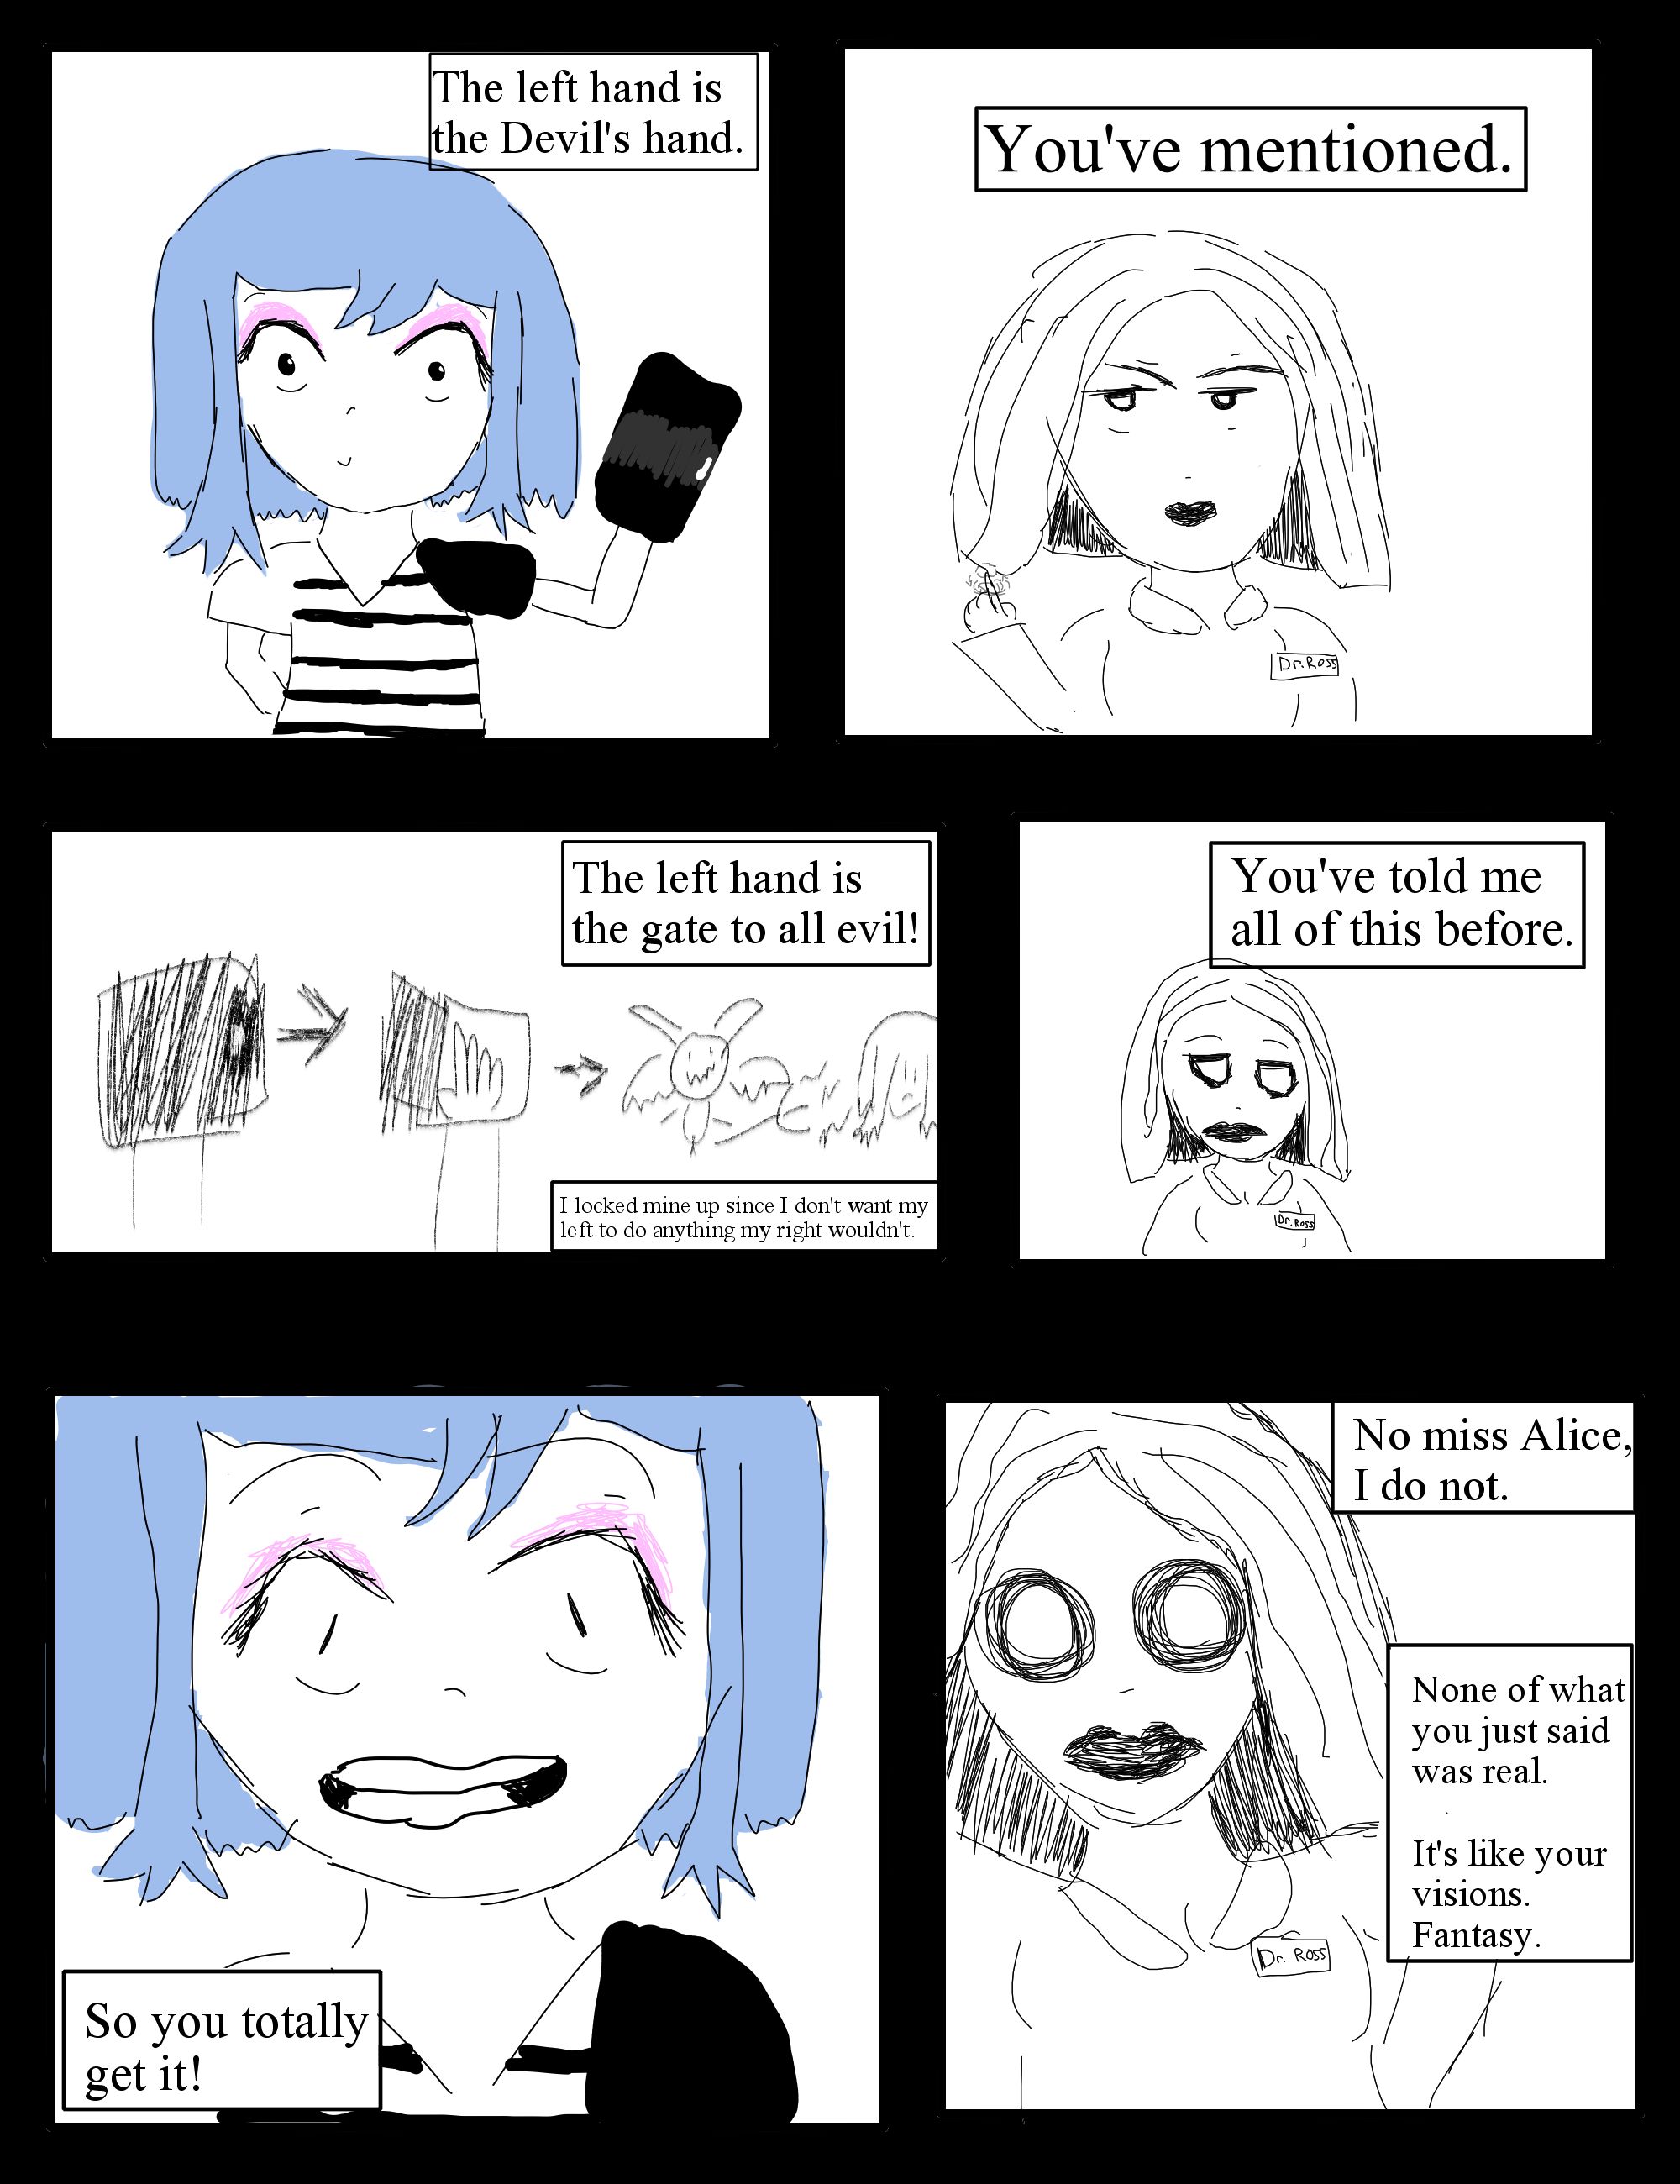 The left hand is
the Devil's hand.
You've mentioned.
Dr. Ross
The left hand is
the gate to all evil!
I locked mine up since I don't want my
left to do anything my right wouldn't.
You've told me
all of this before.
Dr. Ross
So you totally
get it!
No miss Alice,
I do not.
None of what
you just said
was real.
It's like your
visions.
Fantasy.
Dr. Ross